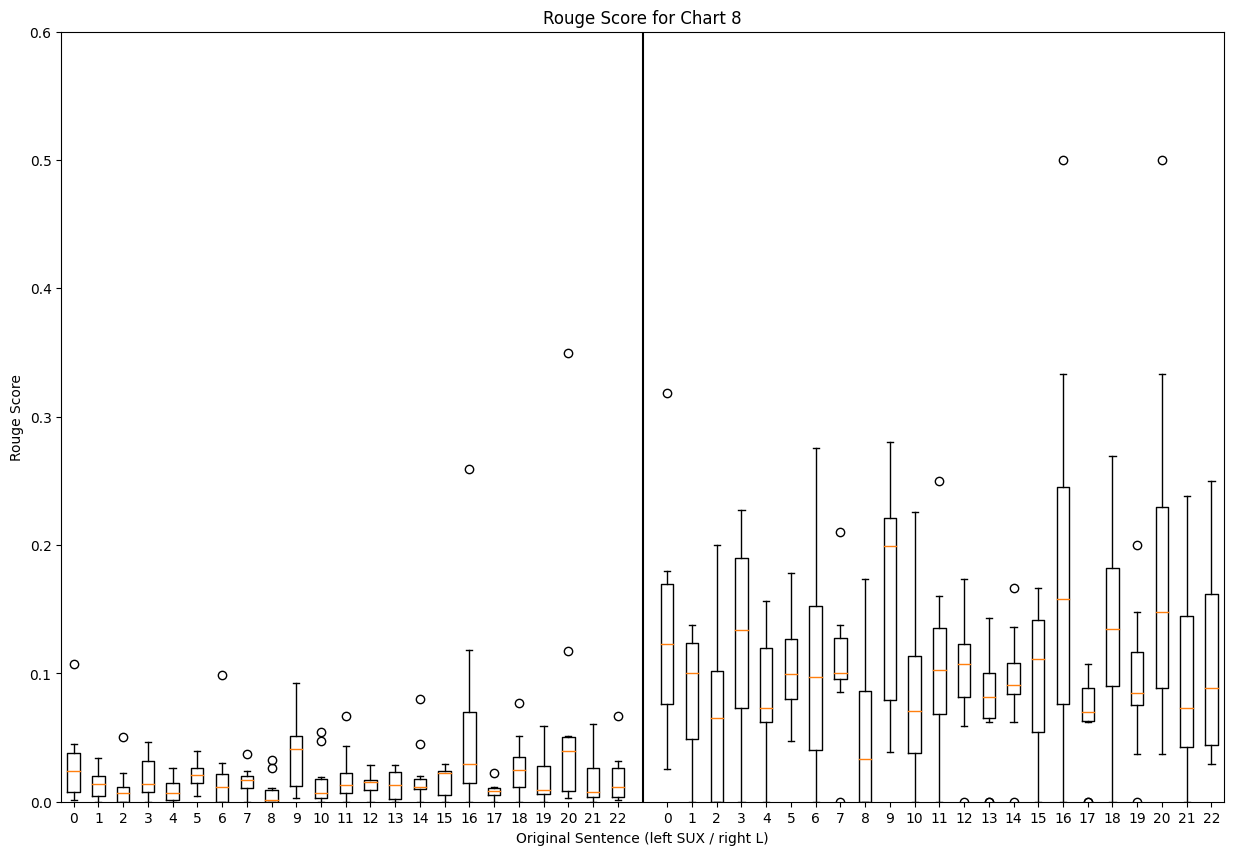 Rouge Score for Chart 8
0.6
0.5
0.4
0.3
0.2
0.1
0.0
Rouge Score
0 1 2 3 4 5 6 7 8 9 10 11 12 13 14 15 16 17 18 19 20 21 22 0 1 2 3 4 5 6 7 8 9 10 11 12 13 14 15 16 17 18 19 20 21 22
Original Sentence (left SUX / right L)